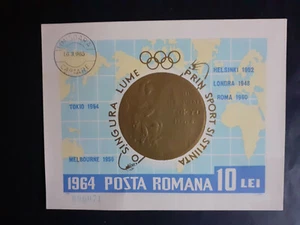 HELSINKI 1952
LONDRA 1948
ROMA 1960
TOKIO 1964
O SINGURA LUME PRIN SPORT SI STIINTA
MELBOURNE 1956
1964 POSTA ROMANA 10 LEI